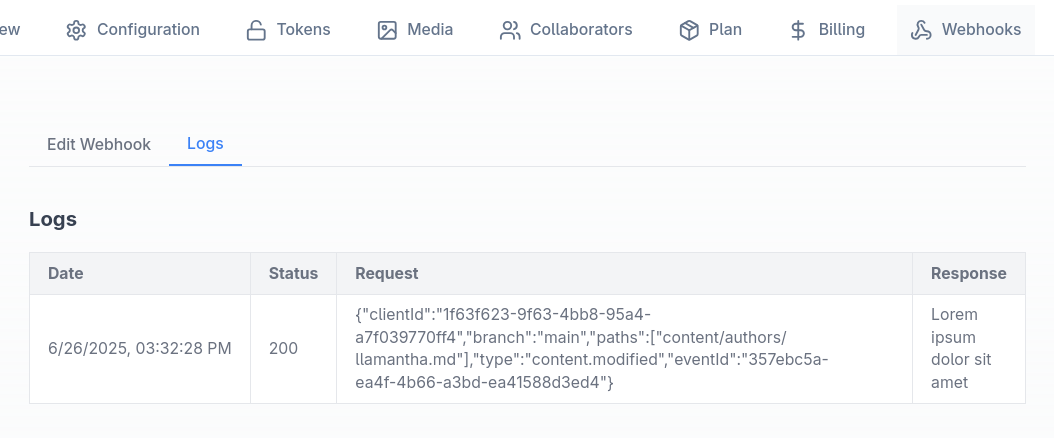 ew Configuration Tokens Media Collaborators Plan Billing Webhooks
Edit Webhook Logs
Logs
Date Status Request Response
6/26/2025, 03:32:28 PM 200
{"clientId":"1f63f623-9f63-4bb8-95a4-
a7f039770ff4","branch":"main","paths":["content/authors/
llamantha.md"],"type":"content.modified","eventId":"357ebc5a-
ea4f-4b66-a3bd-ea41588d3ed4"}
Lorem
ipsum
dolor sit
amet